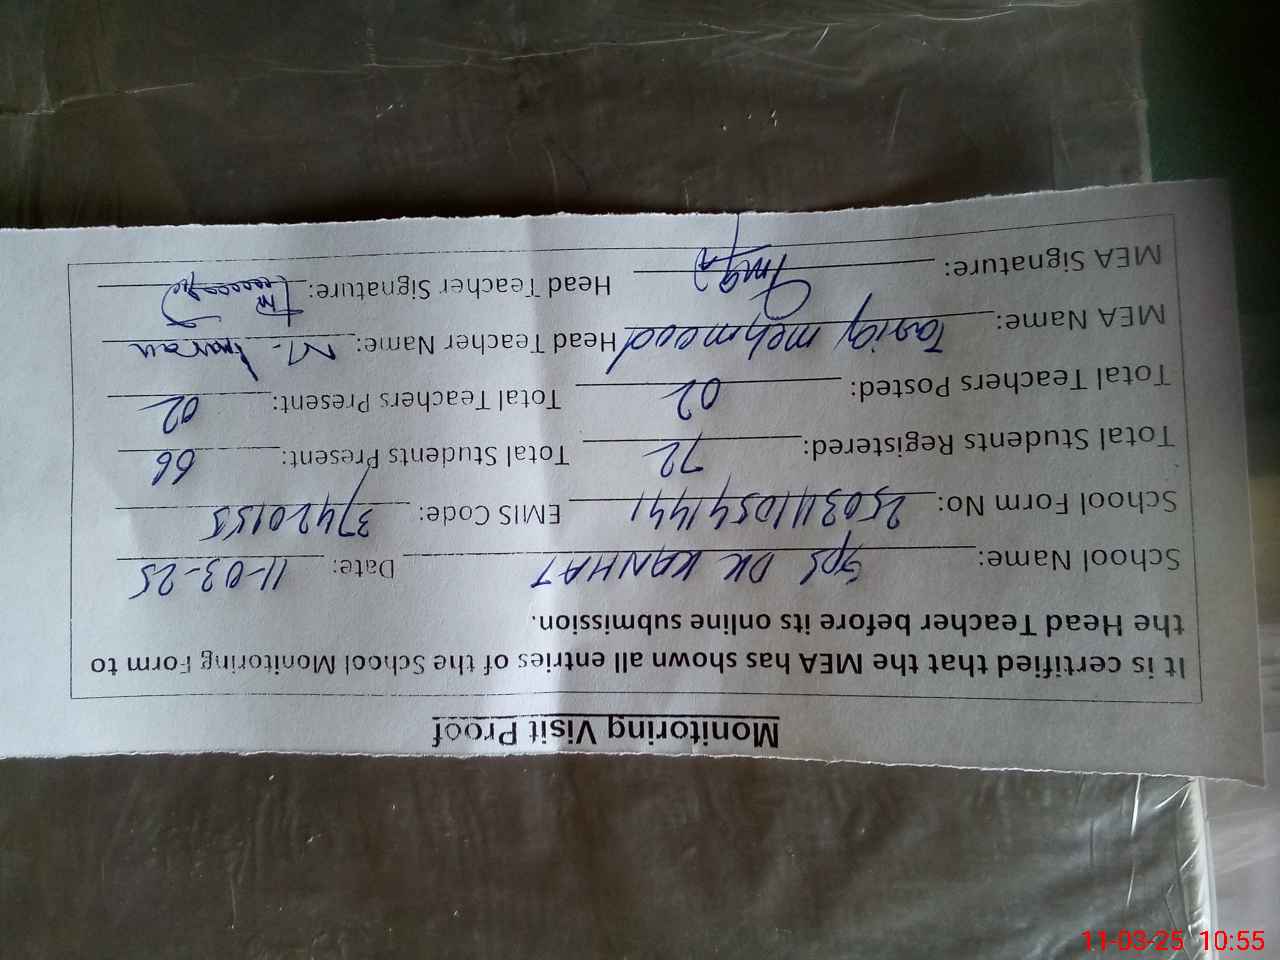 Monitoring Visit Proof
It is certified that the MEA has shown all entries of the School Monitoring Form to
the Head Teacher before its online submission.
School Name: Gps DK KANHAT Date: 11-03-25
School Form No: 25031110541441 EMIS Code: 37420155
Total Students Registered: 72 Total Students Present: 66
Total Teachers Posted: 02 Total Teachers Present: 02
MEA Name: Tasiq mehmood Head Teacher Name: M. Imran
MEA Signature: Head Teacher Signature:
11-03-25 10:55